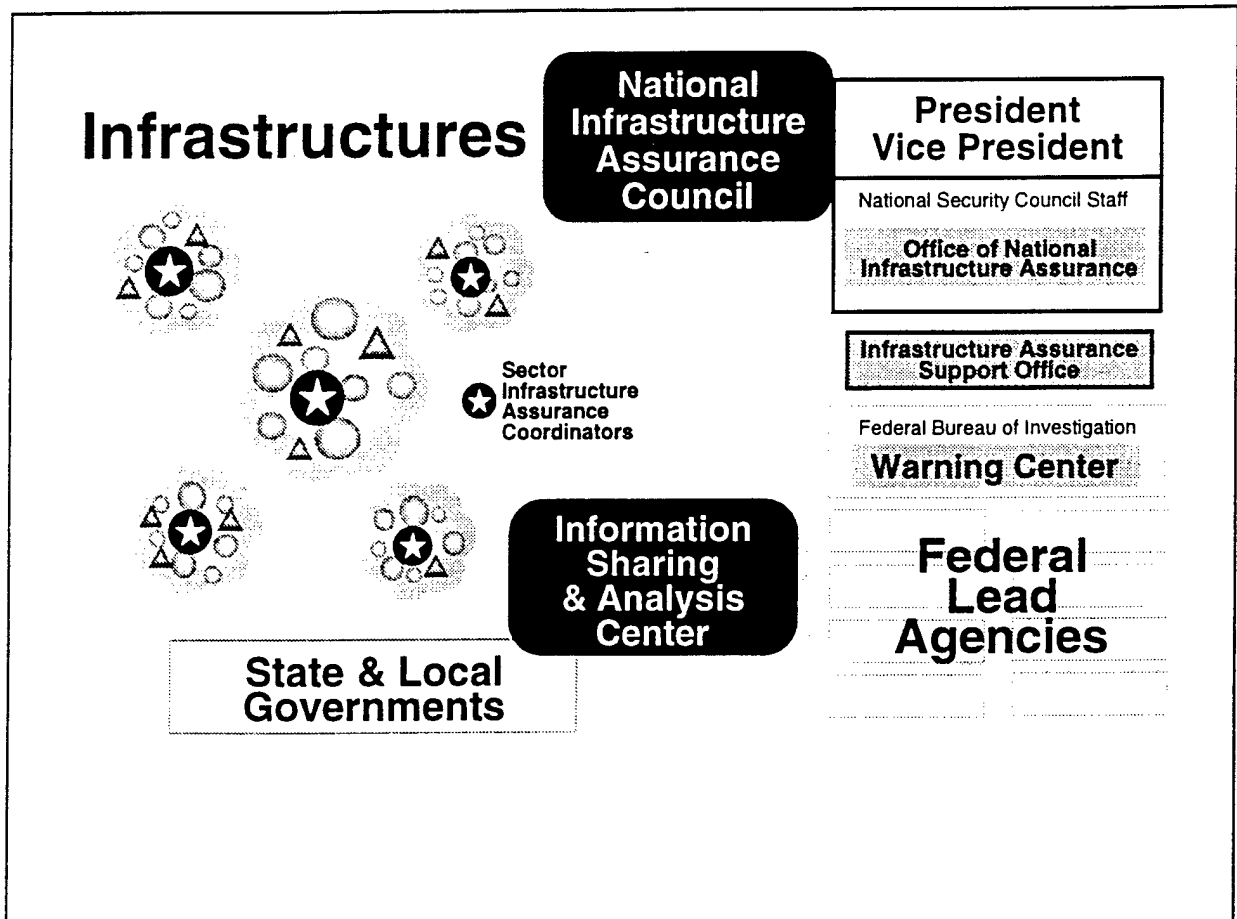 Infrastructures
National
Infrastructure
Assurance
Council
President
Vice President
National Security Council Staff
Office of National
Infrastructure Assurance
Infrastructure Assurance
Support Office
Sector
Infrastructure
Assurance
Coordinators
Federal Bureau of Investigation
Warning Center
Information
Sharing
& Analysis
Center
Federal
Lead
Agencies
State & Local
Governments